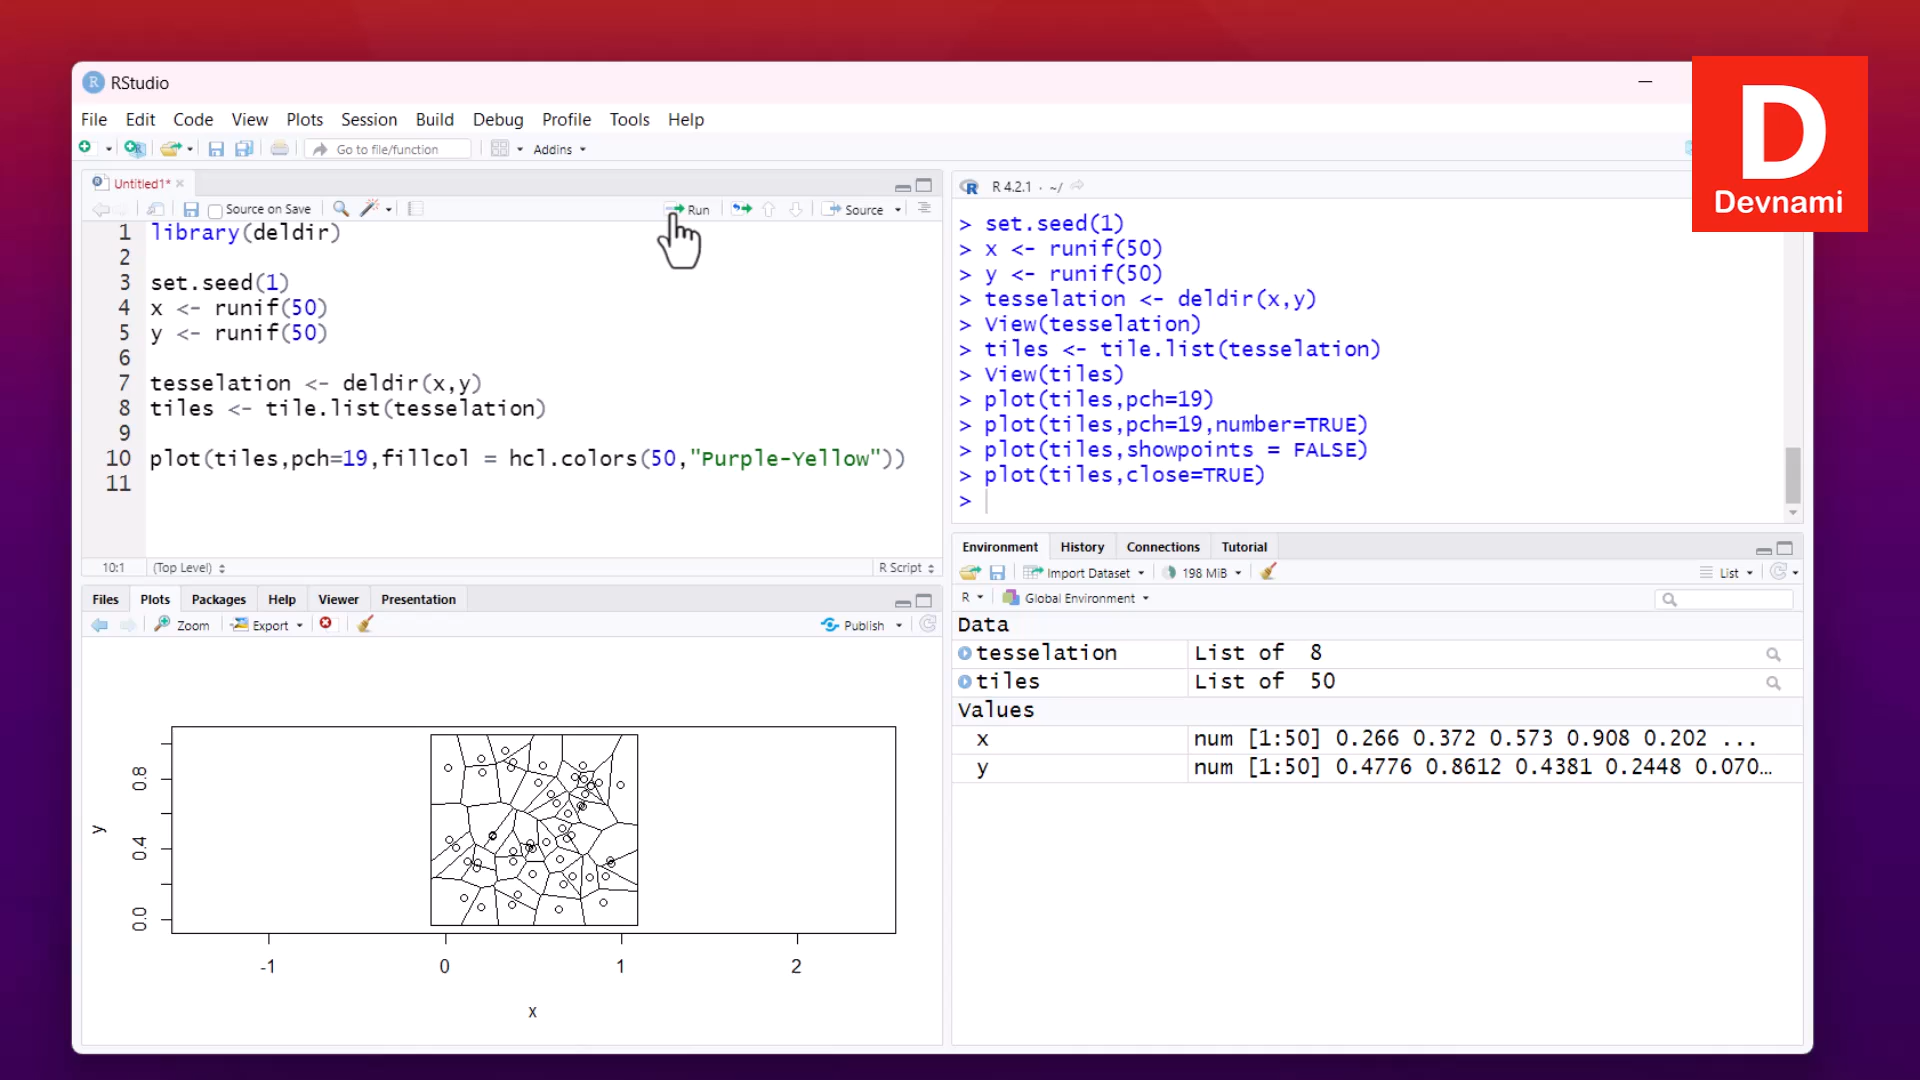 RStudio
D
Devnami
File Edit Code View Plots Session Build Debug Profile Tools Help
Go to file/function Addins
Untitled1*
Source on Save Run Source
1 library(deldir)
2
3 set.seed(1)
4 x <- runif(50)
5 y <- runif(50)
6
7 tesselation <- deldir(x,y)
8 tiles <- tile.list(tesselation)
9
10 plot(tiles,pch=19,fillcol = hcl.colors(50,"Purple-Yellow"))
11
10:1 (Top Level) R Script
R R 4.2.1 · ~/
> set.seed(1)
> x <- runif(50)
> y <- runif(50)
> tesselation <- deldir(x,y)
> View(tesselation)
> tiles <- tile.list(tesselation)
> View(tiles)
> plot(tiles,pch=19)
> plot(tiles,pch=19,number=TRUE)
> plot(tiles,showpoints = FALSE)
> plot(tiles,close=TRUE)
>
Files Plots Packages Help Viewer Presentation
Zoom Export Publish
0.8
0.4
0.0
y
-1 0 1 2
x
Environment History Connections Tutorial
Import Dataset 198 MiB List
R Global Environment
Data
tesselation List of 8
tiles List of 50
Values
x num [1:50] 0.266 0.372 0.573 0.908 0.202 ...
y num [1:50] 0.4776 0.8612 0.4381 0.2448 0.070...